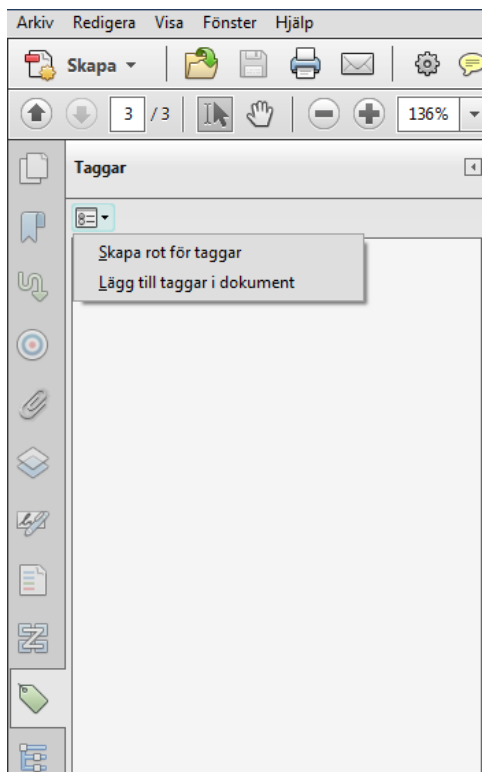 Arkiv Redigera Visa Fönster Hjälp
Skapa
3 / 3 136%
Taggar
Skapa rot för taggar
Lägg till taggar i dokument